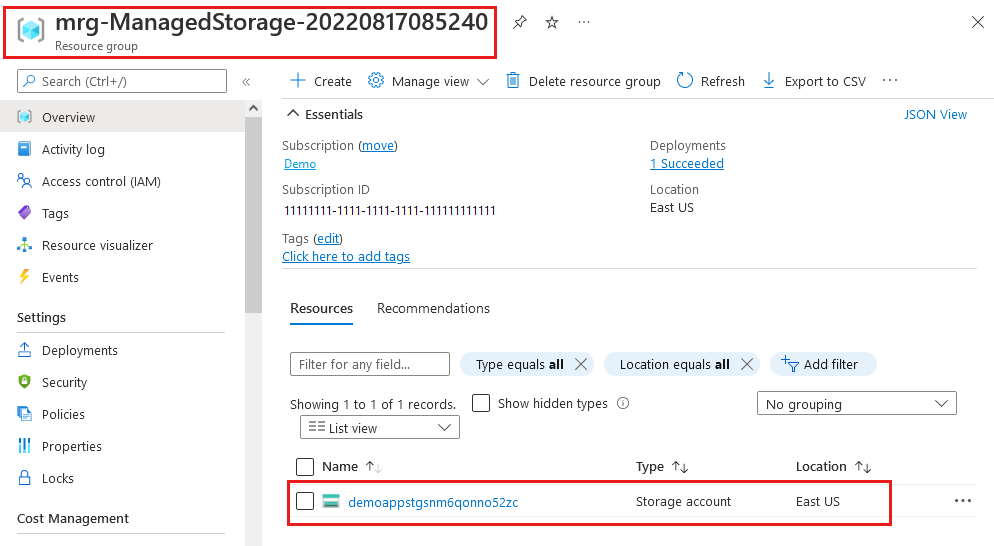 mrg-ManagedStorage-20220817085240
Resource group
Search (Ctrl+/)
«
Overview
Activity log
Access control (IAM)
Tags
Resource visualizer
Events
Settings
Deployments
Security
Policies
Properties
Locks
Cost Management
Create
Manage view
Delete resource group
Refresh
Export to CSV
Essentials
JSON View
Subscription (move)
Demo
Subscription ID
11111111-1111-1111-1111-111111111111
Tags (edit)
Click here to add tags
Deployments
1 Succeeded
Location
East US
Resources Recommendations
Filter for any field... Type equals all Location equals all Add filter
Showing 1 to 1 of 1 records. Show hidden types No grouping
List view
Name Type Location
demoappstgsnm6qonno52zc Storage account East US